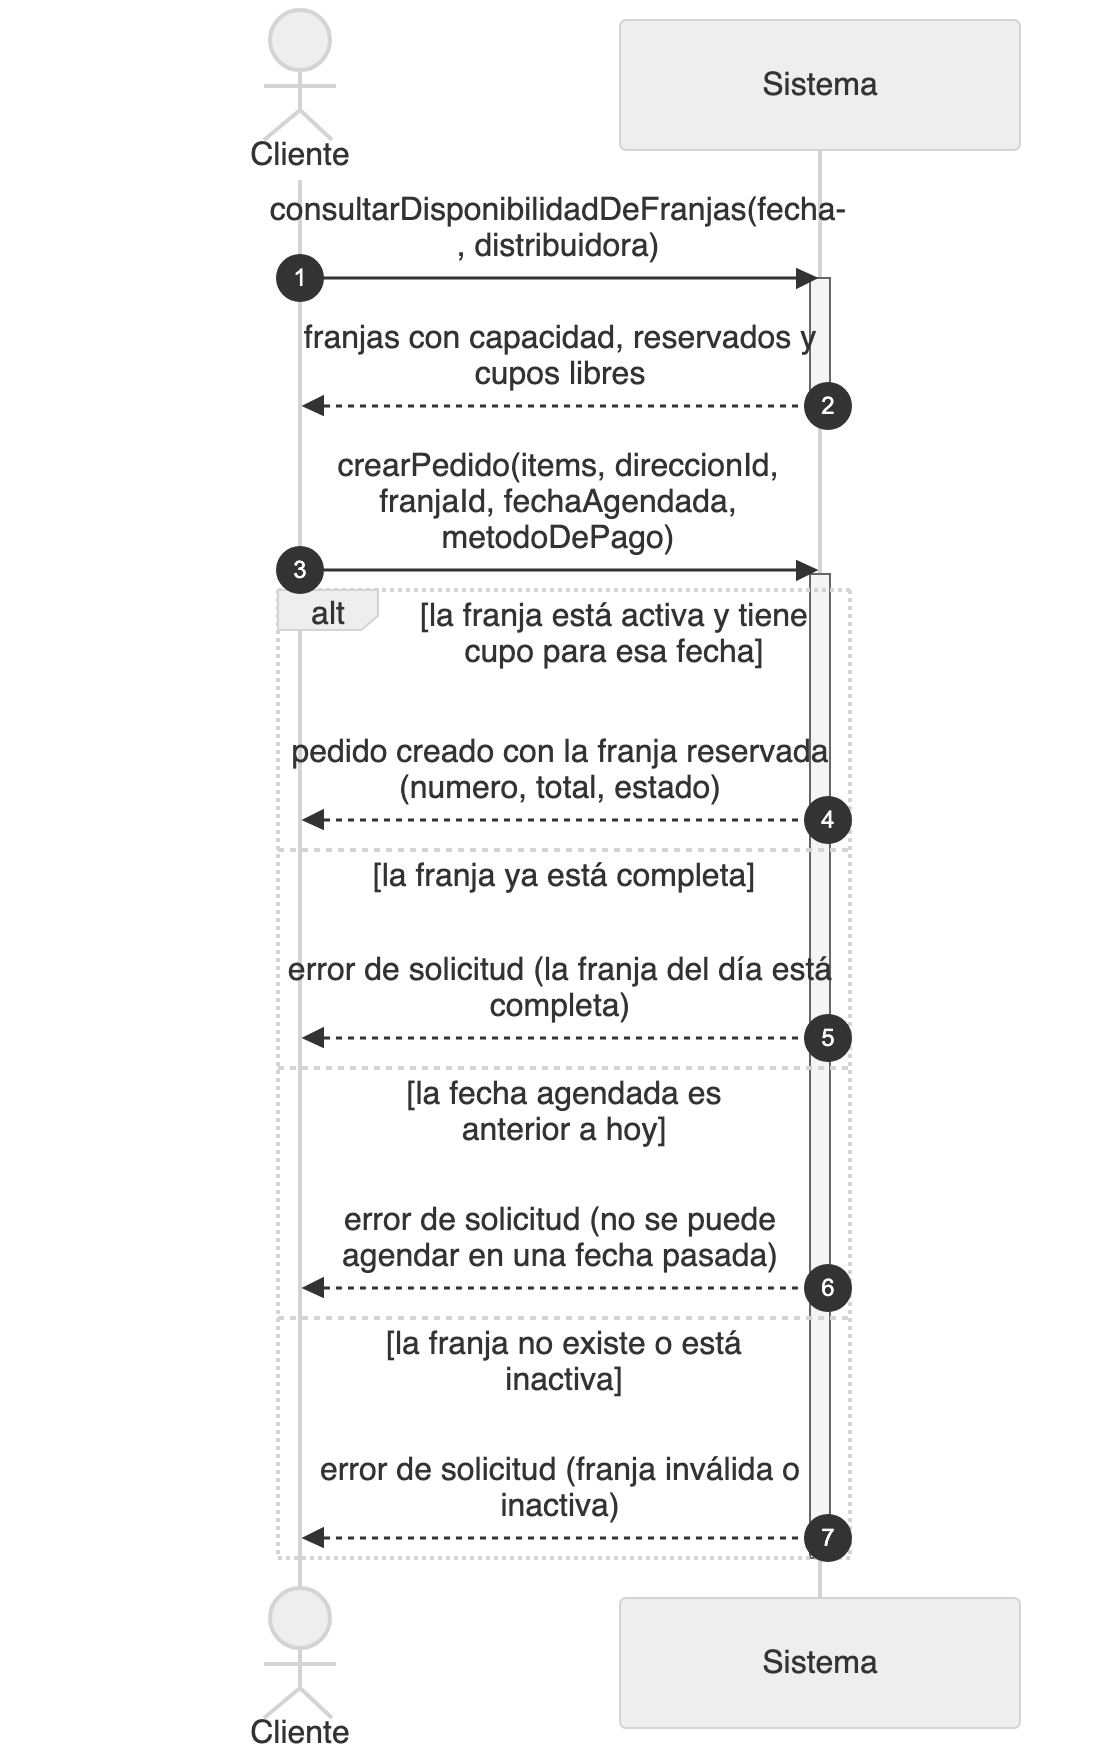 Cliente
Sistema
consultarDisponibilidadDeFranjas(fecha-
, distribuidora)
1
franjas con capacidad, reservados y
cupos libres
2
crearPedido(items, direccionId,
franjaId, fechaAgendada,
metodoDePago)
3
alt
[la franja está activa y tiene
cupo para esa fecha]
pedido creado con la franja reservada
(numero, total, estado)
4
[la franja ya está completa]
error de solicitud (la franja del día está
completa)
5
[la fecha agendada es
anterior a hoy]
error de solicitud (no se puede
agendar en una fecha pasada)
6
[la franja no existe o está
inactiva]
error de solicitud (franja inválida o
inactiva)
7
Cliente
Sistema